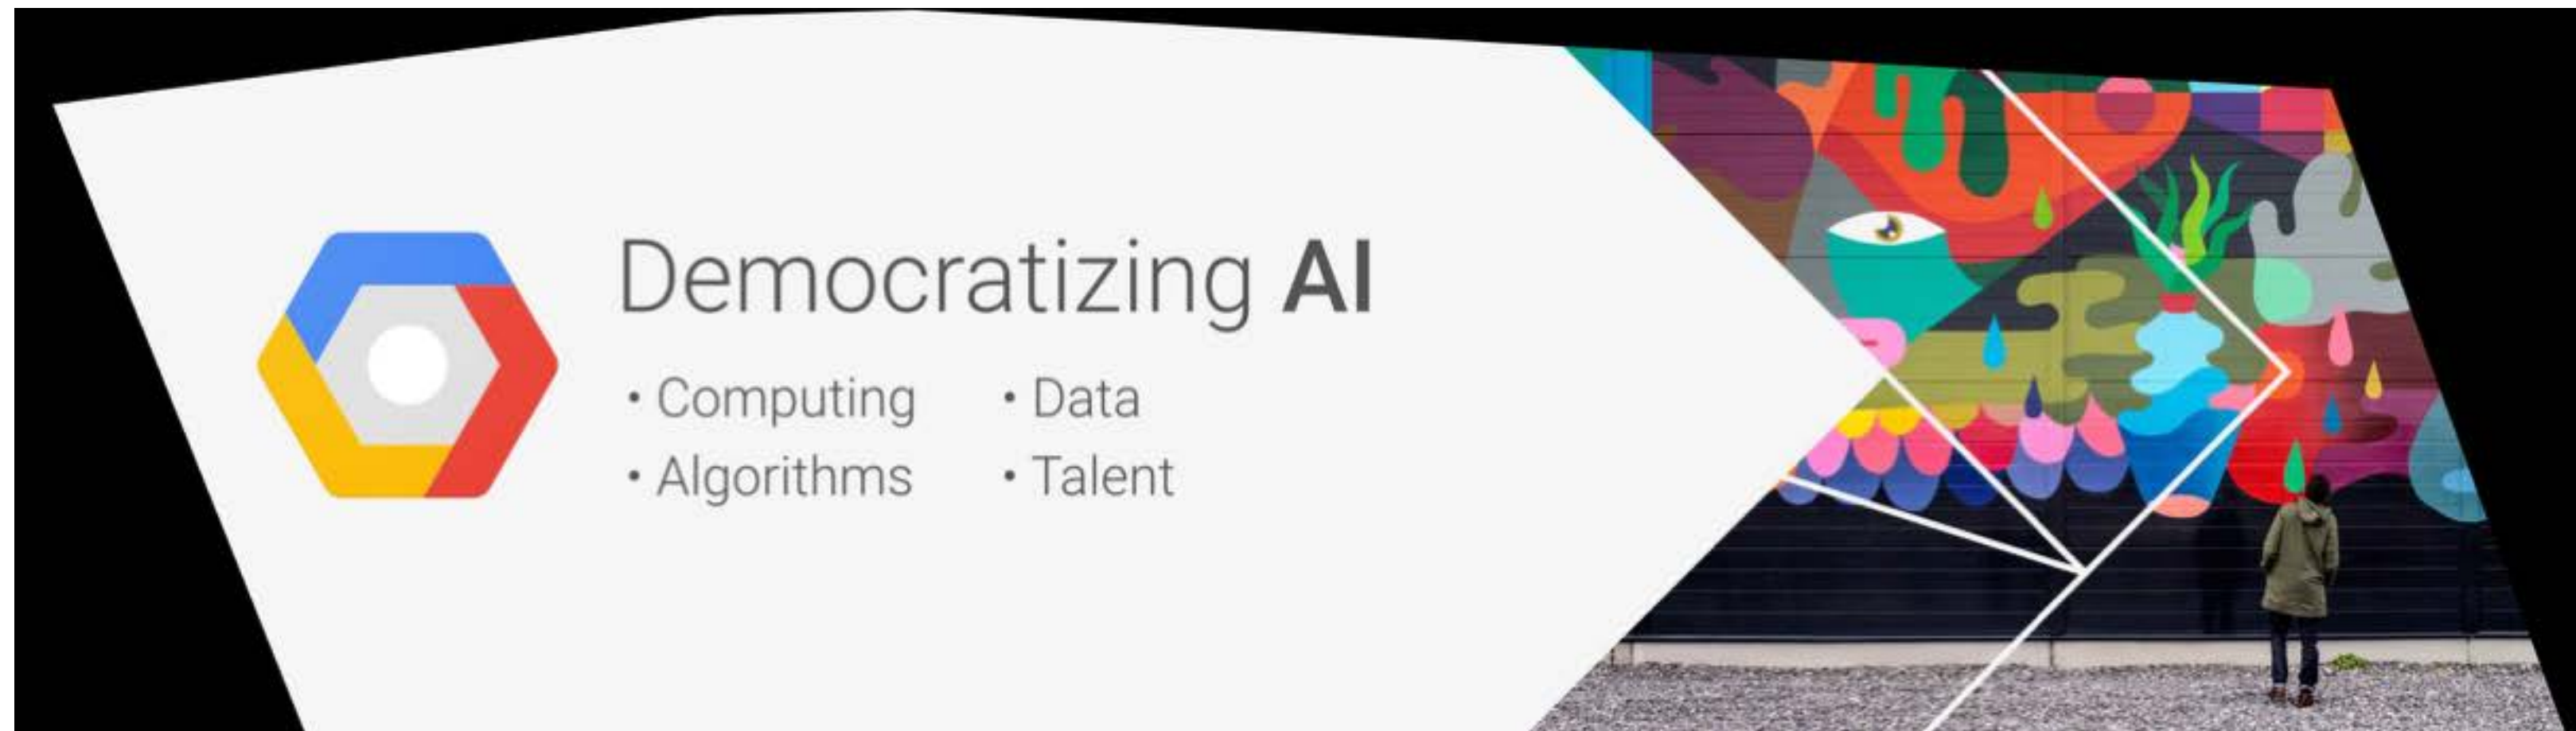 Democratizing AI
• Computing
• Data
• Algorithms
• Talent